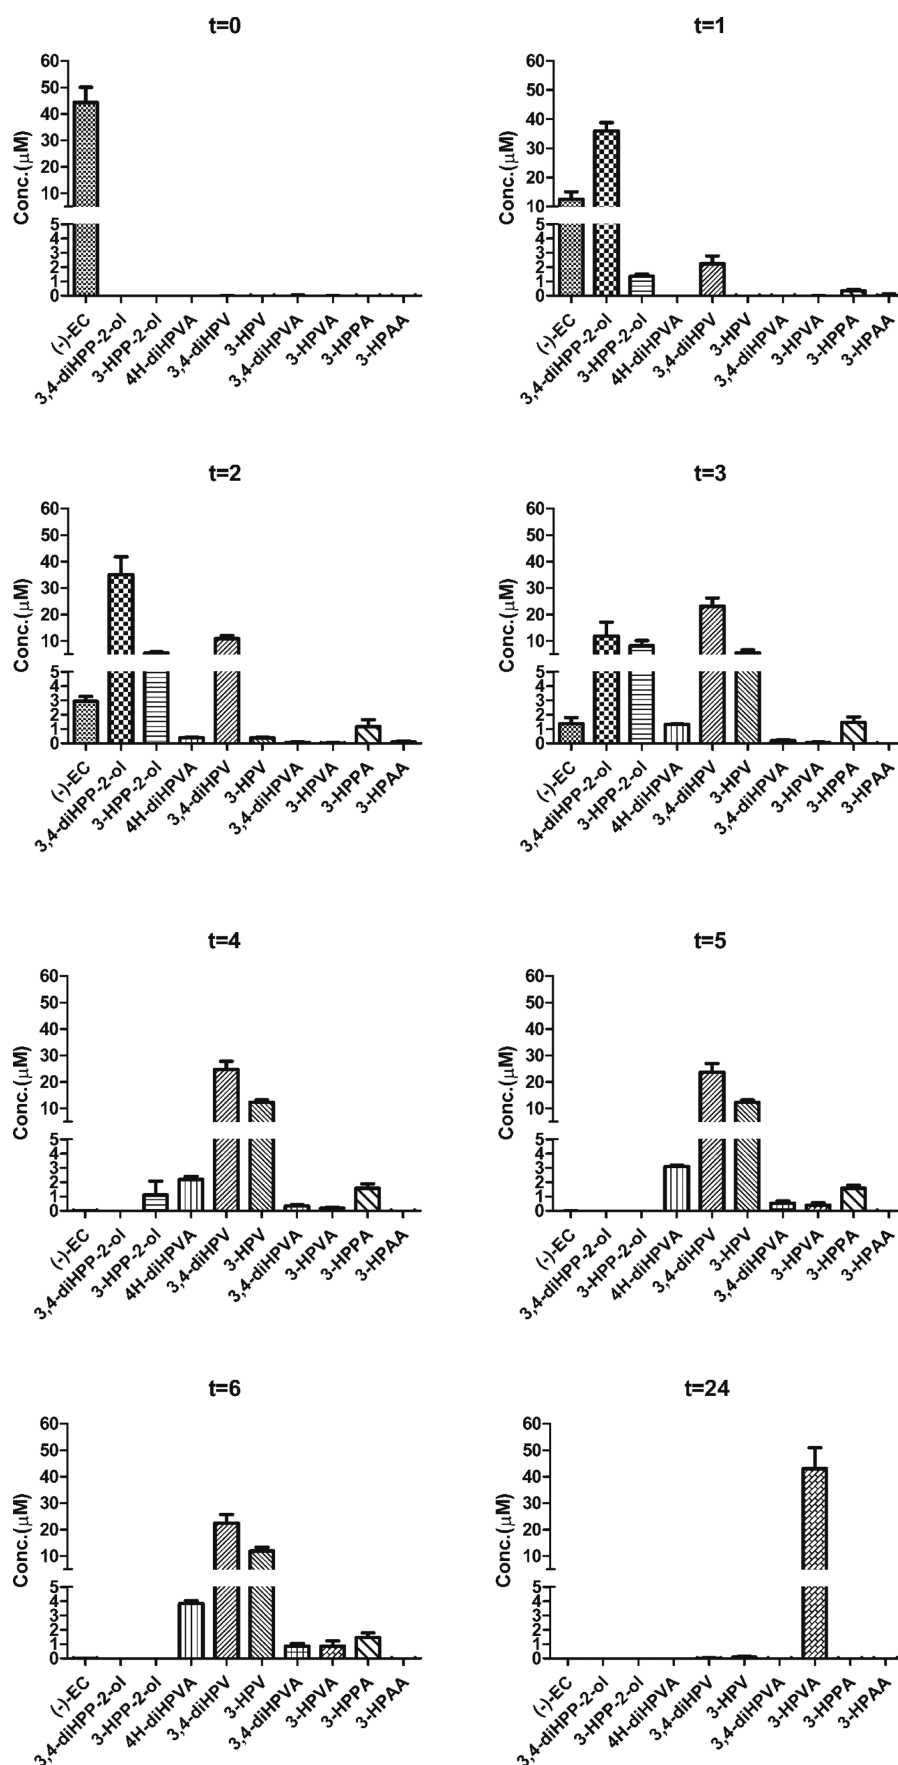 t=0
60
50
40
30
20
10
5
4
3
2
1
0
Conc.(μM)
(-)-EC
3,4-diHPP-2-ol
3-HPP-2-ol
4H-diHPVA
3,4-diHPV
3-HPV
3,4-diHPVA
3-HPVA
3-HPPA
3-HPAA
t=1
60
50
40
30
20
10
5
4
3
2
1
0
Conc.(μM)
(-)-EC
3,4-diHPP-2-ol
3-HPP-2-ol
4H-diHPVA
3,4-diHPV
3-HPV
3,4-diHPVA
3-HPVA
3-HPPA
3-HPAA
t=2
60
50
40
30
20
10
5
4
3
2
1
0
Conc.(μM)
(-)-EC
3,4-diHPP-2-ol
3-HPP-2-ol
4H-diHPVA
3,4-diHPV
3-HPV
3,4-diHPVA
3-HPVA
3-HPPA
3-HPAA
t=3
60
50
40
30
20
10
5
4
3
2
1
0
Conc.(μM)
(-)-EC
3,4-diHPP-2-ol
3-HPP-2-ol
4H-diHPVA
3,4-diHPV
3-HPV
3,4-diHPVA
3-HPVA
3-HPPA
3-HPAA
t=4
60
50
40
30
20
10
5
4
3
2
1
0
Conc.(μM)
(-)-EC
3,4-diHPP-2-ol
3-HPP-2-ol
4H-diHPVA
3,4-diHPV
3-HPV
3,4-diHPVA
3-HPVA
3-HPPA
3-HPAA
t=5
60
50
40
30
20
10
5
4
3
2
1
0
Conc.(μM)
(-)-EC
3,4-diHPP-2-ol
3-HPP-2-ol
4H-diHPVA
3,4-diHPV
3-HPV
3,4-diHPVA
3-HPVA
3-HPPA
3-HPAA
t=6
60
50
40
30
20
10
5
4
3
2
1
0
Conc.(μM)
(-)-EC
3,4-diHPP-2-ol
3-HPP-2-ol
4H-diHPVA
3,4-diHPV
3-HPV
3,4-diHPVA
3-HPVA
3-HPPA
3-HPAA
t=24
60
50
40
30
20
10
5
4
3
2
1
0
Conc.(μM)
(-)-EC
3,4-diHPP-2-ol
3-HPP-2-ol
4H-diHPVA
3,4-diHPV
3-HPV
3,4-diHPVA
3-HPVA
3-HPPA
3-HPAA